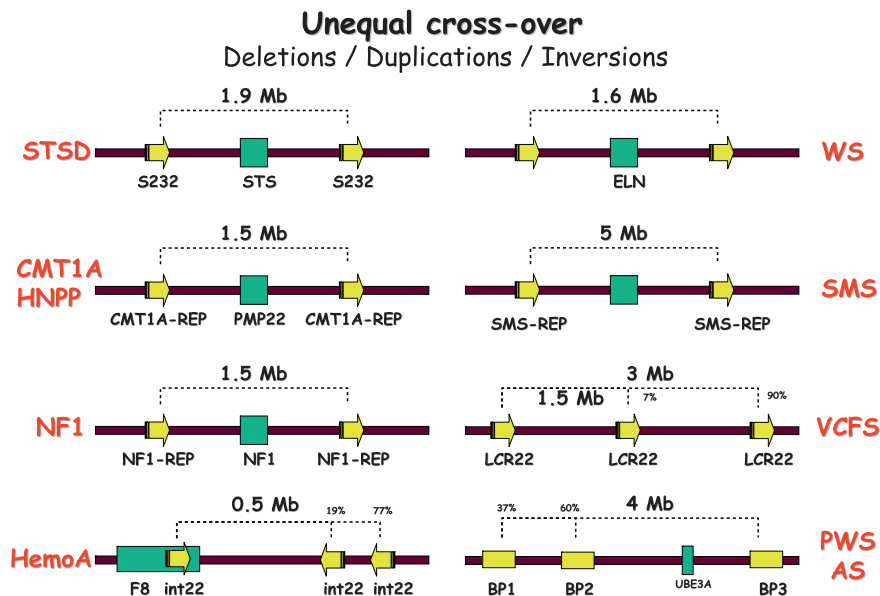 Unequal cross-over
Deletions / Duplications / Inversions
1.9 Mb
STSD
S232 STS S232
1.6 Mb
WS
ELN
1.5 Mb
CMT1A
HNPP
CMT1A-REP PMP22 CMT1A-REP
5 Mb
SMS
SMS-REP SMS-REP
1.5 Mb
NF1
NF1-REP NF1 NF1-REP
3 Mb
1.5 Mb 7% 90%
VCFS
LCR22 LCR22 LCR22
0.5 Mb 19% 77%
HemoA
F8 int22 int22 int22
37% 60% 4 Mb
PWS
AS
BP1 BP2 UBE3A BP3